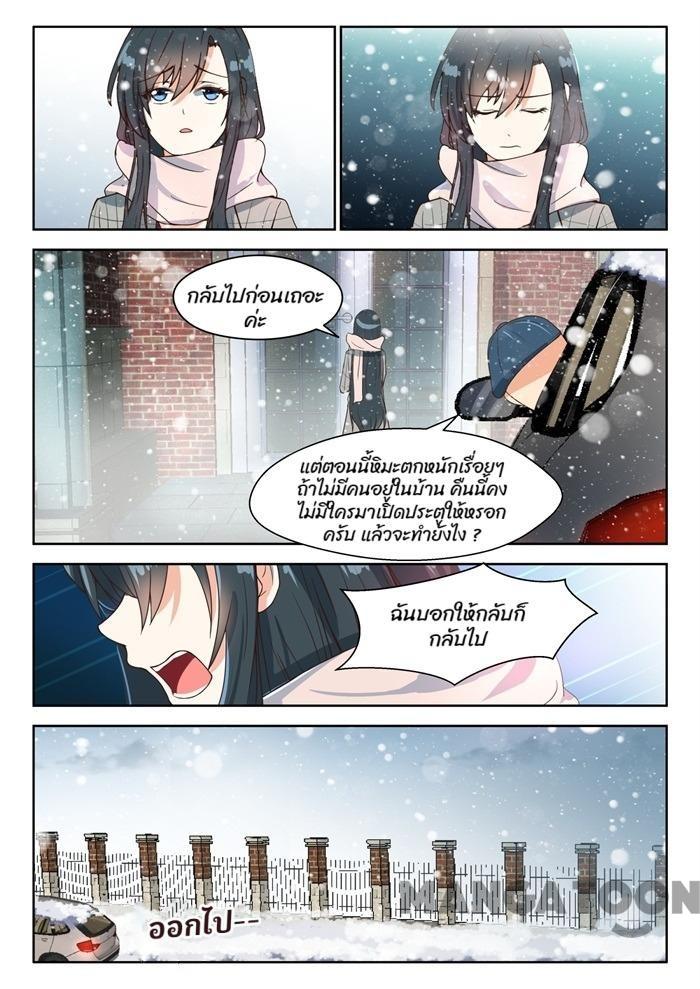 กลับไปก่อนเถอะ
ค่ะ
แต่ตอนนี้หิมะตกหนักเรื่อยๆ
ถ้าไม่มีคนอยู่ในบ้าน คืนนี้คง
ไม่มีใครมาเปิดประตูให้หรอก
ครับ แล้วจะทำยังไง ?
ฉันบอกให้กลับก็
กลับไป
MANGATOON
ออกไป--